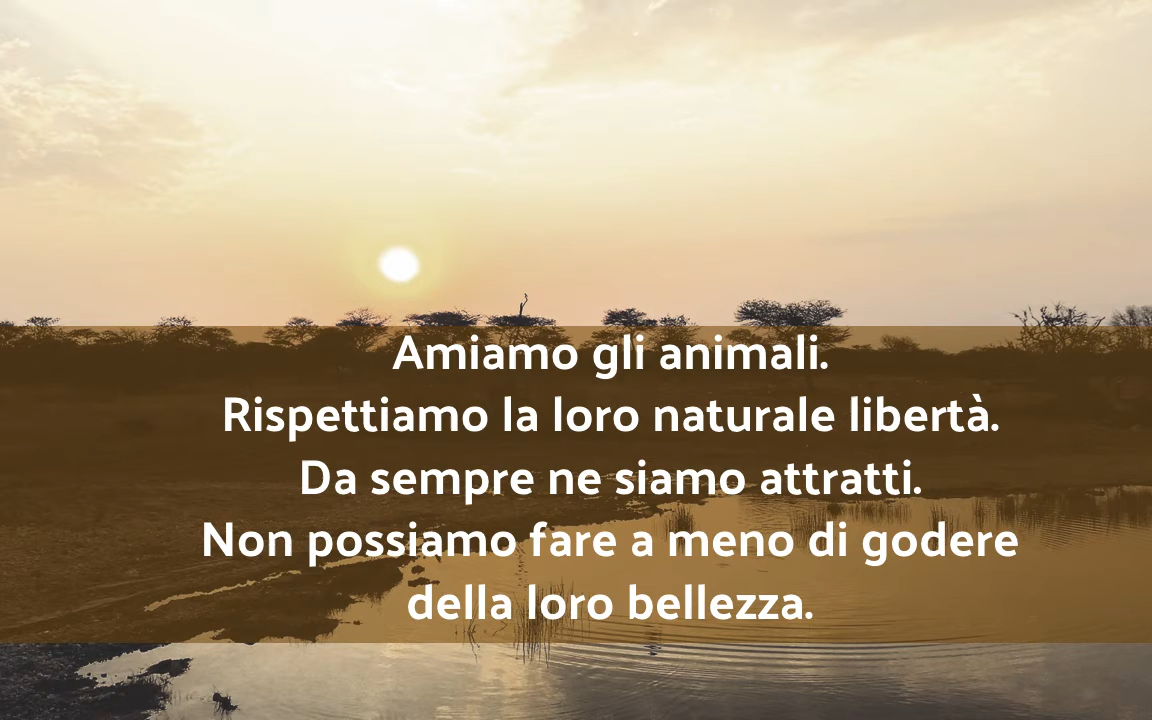 Amiamo gli animali.
Rispettiamo la loro naturale libertà.
Da sempre ne siamo attratti.
Non possiamo fare a meno di godere
della loro bellezza.